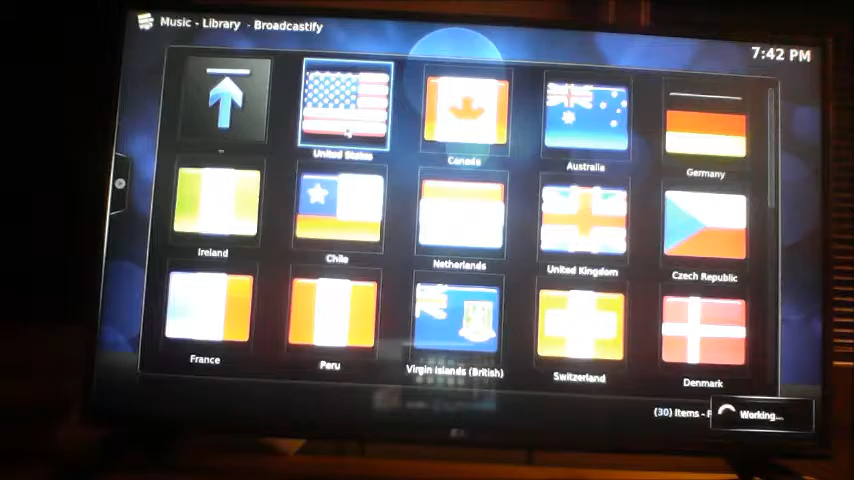 Music - Library - Broadcastify
7:42 PM
United States
Canada
Australia
Germany
Ireland
Chile
Netherlands
United Kingdom
Czech Republic
France
Peru
Virgin Islands (British)
Switzerland
Denmark
(30) Items - P
Working...